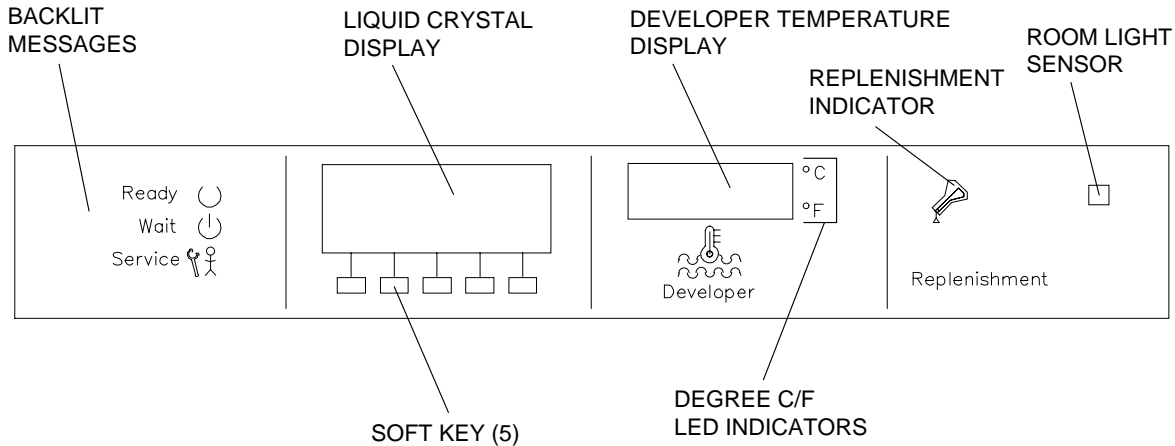 BACKLIT
MESSAGES
LIQUID CRYSTAL
DISPLAY
DEVELOPER TEMPERATURE
DISPLAY
REPLENISHMENT
INDICATOR
ROOM LIGHT
SENSOR
Ready
Wait
Service
°C
°F
Developer
Replenishment
SOFT KEY (5)
DEGREE C/F
LED INDICATORS